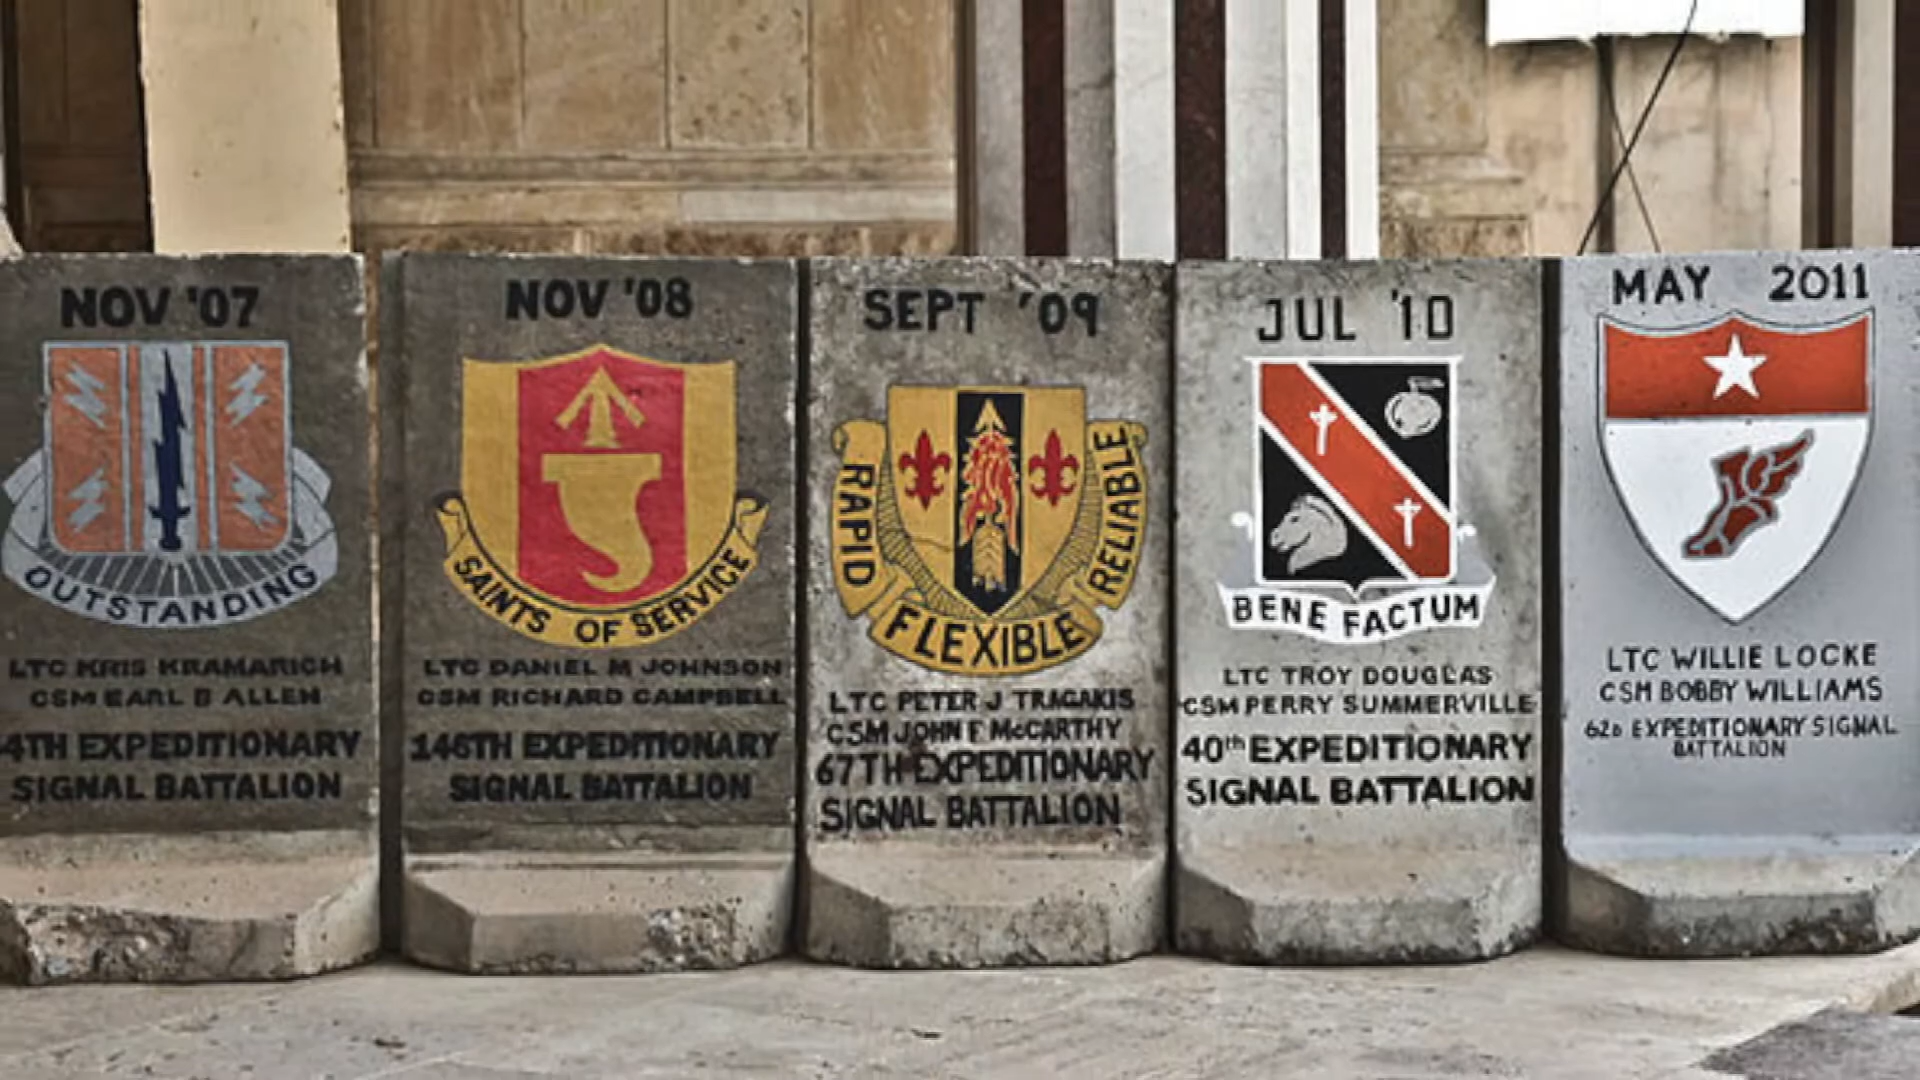 NOV '07
OUTSTANDING
LTC KRIS KRAMARICH
CSM EARL B ALLEN
4TH EXPEDITIONARY
SIGNAL BATTALION
NOV '08
SAINTS OF SERVICE
LTC DANIEL M JOHNSON
CSM RICHARD CAMPBELL
146TH EXPEDITIONARY
SIGNAL BATTALION
SEPT '09
RAPID
FLEXIBLE
RELIABLE
LTC PETER J TRAGAKIS
CSM JOHN F McCARTHY
67TH EXPEDITIONARY
SIGNAL BATTALION
JUL '10
BENE FACTUM
LTC TROY DOUGLAS
CSM PERRY SUMMERVILLE
40th EXPEDITIONARY
SIGNAL BATTALION
MAY 2011
LTC WILLIE LOCKE
CSM BOBBY WILLIAMS
62D EXPEDITIONARY SIGNAL
BATTALION